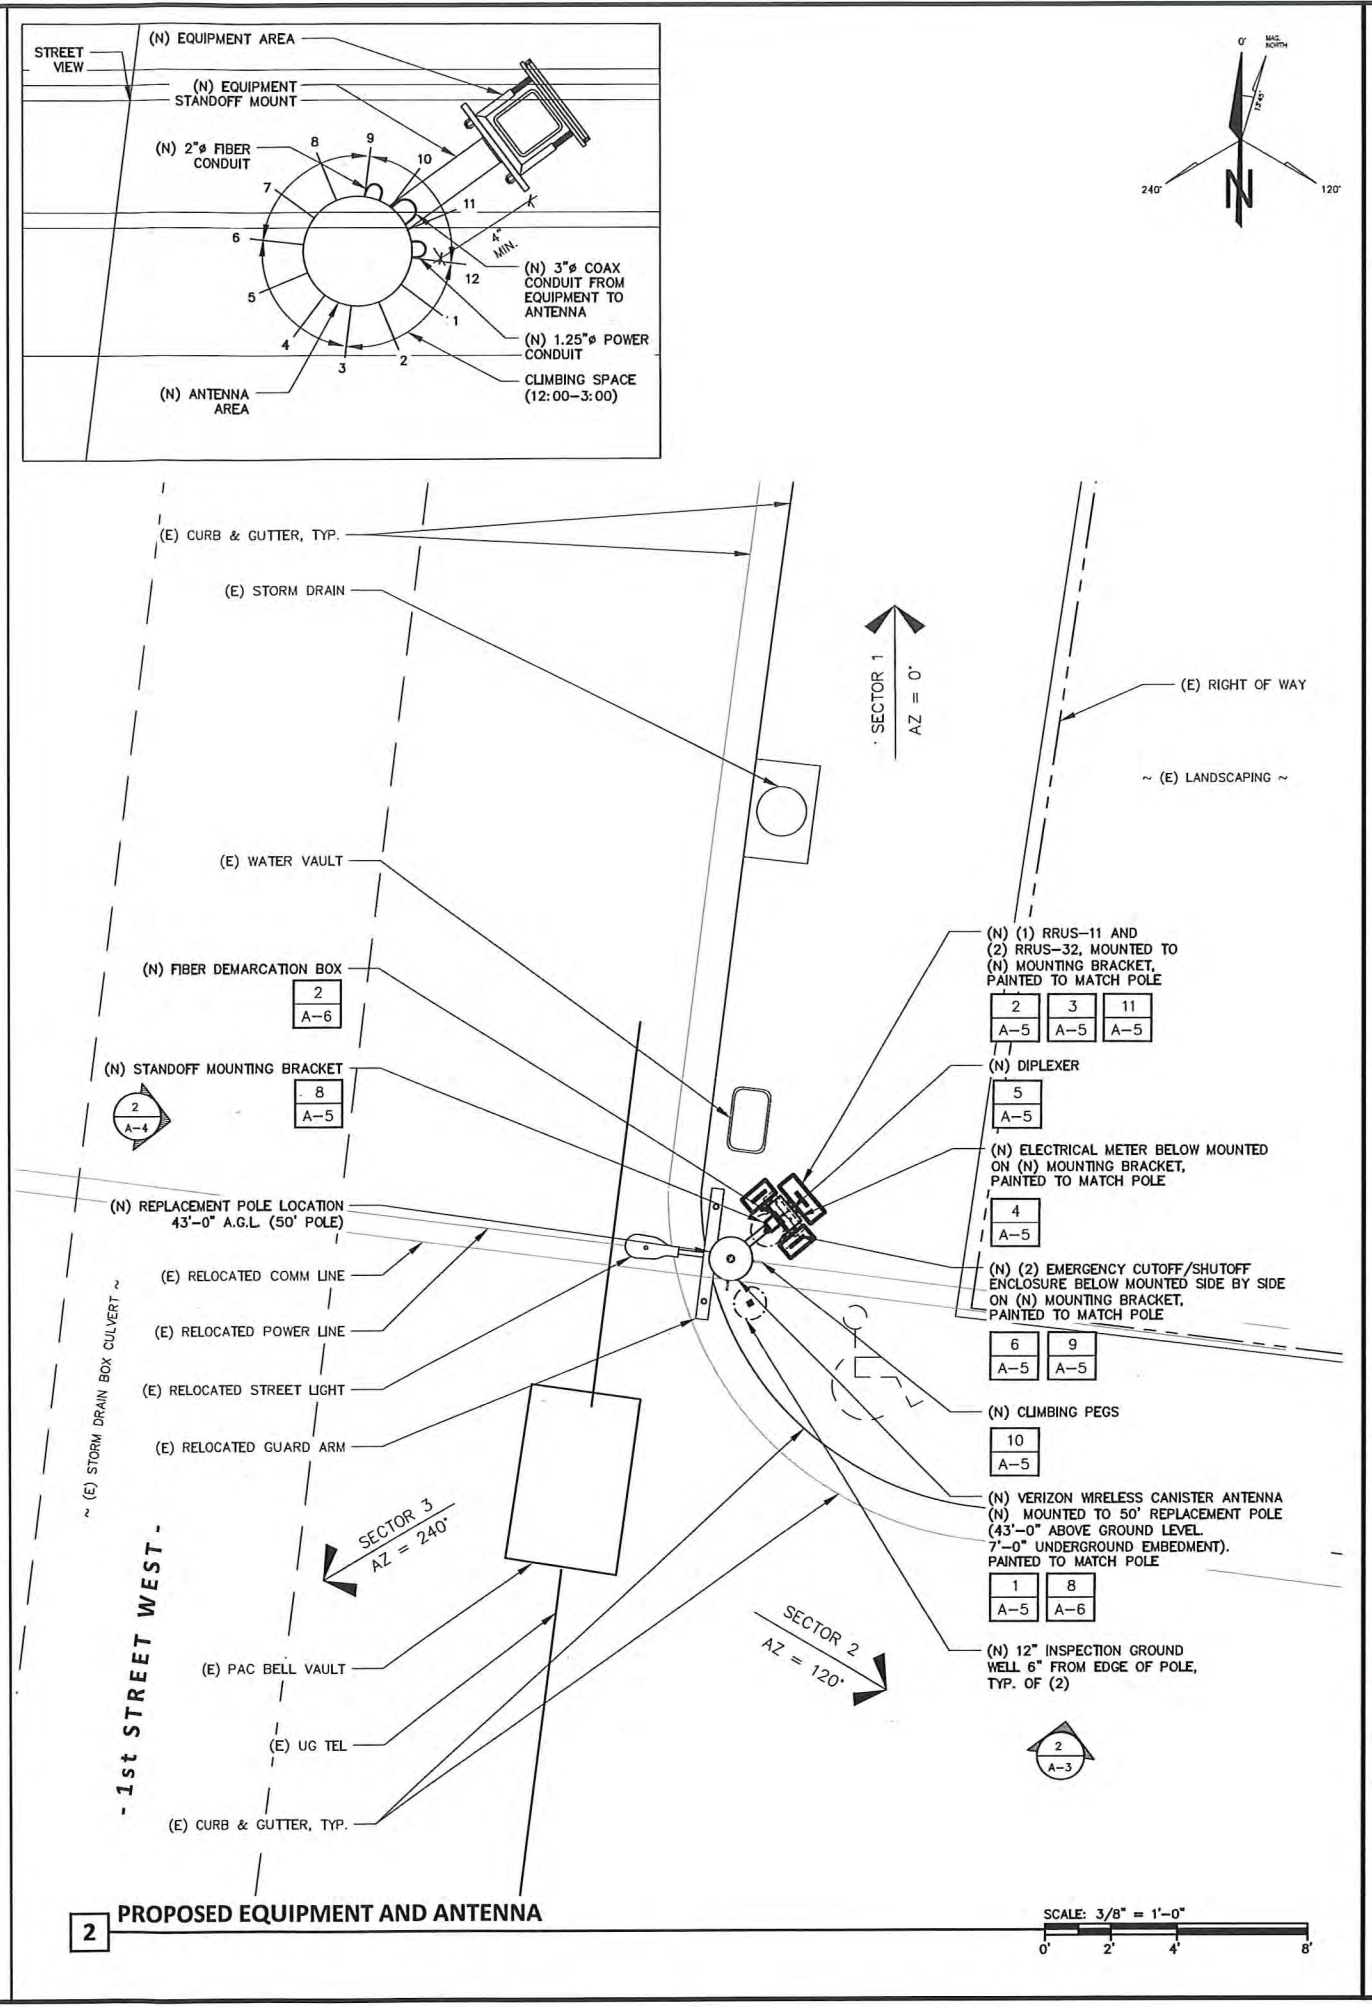 (N) EQUIPMENT AREA
STREET
VIEW
(N) EQUIPMENT
STANDOFF MOUNT
(N) 2"ø FIBER
CONDUIT
8
9
10
7
11
6
4"
MIN.
12
5
1
4
3
2
(N) 3"ø COAX
CONDUIT FROM
EQUIPMENT TO
ANTENNA
(N) 1.25"ø POWER
CONDUIT
CLIMBING SPACE
(12:00-3:00)
(N) ANTENNA
AREA
0°
MAG.
NORTH
240°
120°
N
(E) CURB & GUTTER, TYP.
(E) STORM DRAIN
SECTOR 1
AZ = 0°
(E) RIGHT OF WAY
~ (E) LANDSCAPING ~
(E) WATER VAULT
(N) FIBER DEMARCATION BOX
2
A-6
(N) STANDOFF MOUNTING BRACKET
8
A-5
2
A-4
(N) REPLACEMENT POLE LOCATION
43'-0" A.G.L. (50' POLE)
(E) RELOCATED COMM LINE
(E) RELOCATED POWER LINE
(E) RELOCATED STREET LIGHT
(E) RELOCATED GUARD ARM
~ (E) STORM DRAIN BOX CULVERT ~
- 1st STREET WEST -
SECTOR 3
AZ = 240°
(E) PAC BELL VAULT
(E) UG TEL
(E) CURB & GUTTER, TYP.
(N) (1) RRUS-11 AND
(2) RRUS-32, MOUNTED TO
(N) MOUNTING BRACKET,
PAINTED TO MATCH POLE
2 3 11
A-5 A-5 A-5
(N) DIPLEXER
5
A-5
(N) ELECTRICAL METER BELOW MOUNTED
ON (N) MOUNTING BRACKET,
PAINTED TO MATCH POLE
4
A-5
(N) (2) EMERGENCY CUTOFF/SHUTOFF
ENCLOSURE BELOW MOUNTED SIDE BY SIDE
ON (N) MOUNTING BRACKET,
PAINTED TO MATCH POLE
6 9
A-5 A-5
(N) CLIMBING PEGS
10
A-5
(N) VERIZON WIRELESS CANISTER ANTENNA
(N) MOUNTED TO 50' REPLACEMENT POLE
(43'-0" ABOVE GROUND LEVEL.
7'-0" UNDERGROUND EMBEDMENT).
PAINTED TO MATCH POLE
1 8
A-5 A-6
SECTOR 2
AZ = 120°
(N) 12" INSPECTION GROUND
WELL 6" FROM EDGE OF POLE,
TYP. OF (2)
2
A-3
2
PROPOSED EQUIPMENT AND ANTENNA
SCALE: 3/8" = 1'-0"
0' 2' 4' 8'